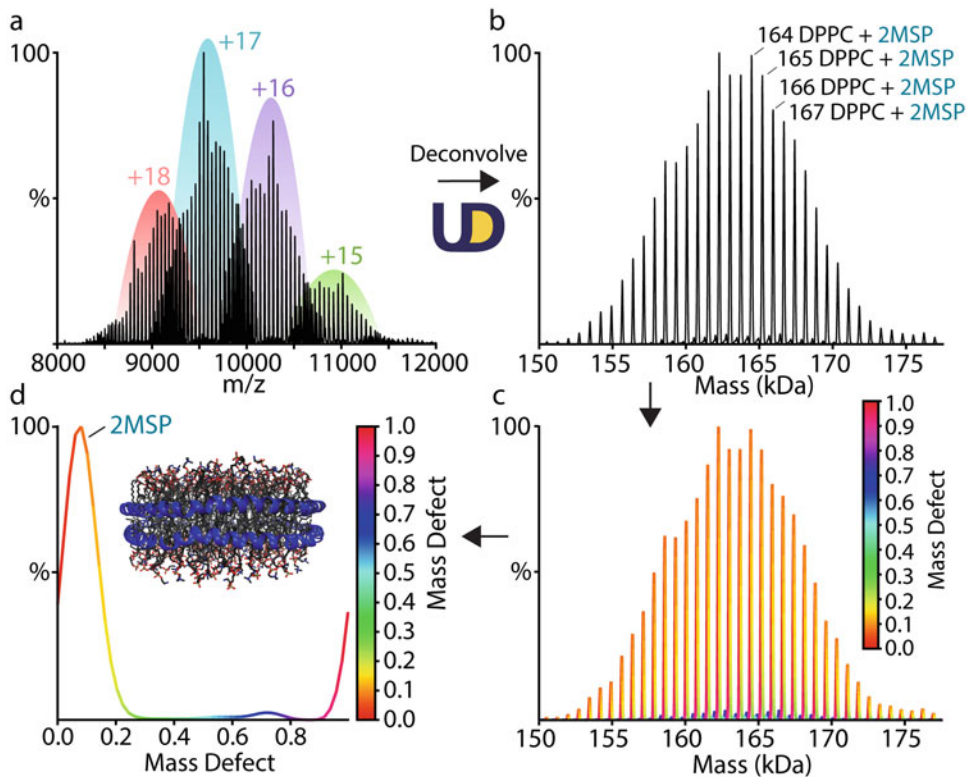 a
100
%
+18
+17
+16
+15
8000 9000 10000 11000 12000
m/z
Deconvolve
UD
b
100
%
164 DPPC + 2MSP
165 DPPC + 2MSP
166 DPPC + 2MSP
167 DPPC + 2MSP
150 155 160 165 170 175
Mass (kDa)
d
100
%
2MSP
0.0 0.2 0.4 0.6 0.8
Mass Defect
1.0
0.9
0.8
0.7
0.6
0.5
0.4
0.3
0.2
0.1
0.0
Mass Defect
c
100
%
150 155 160 165 170 175
Mass (kDa)
1.0
0.9
0.8
0.7
0.6
0.5
0.4
0.3
0.2
0.1
0.0
Mass Defect